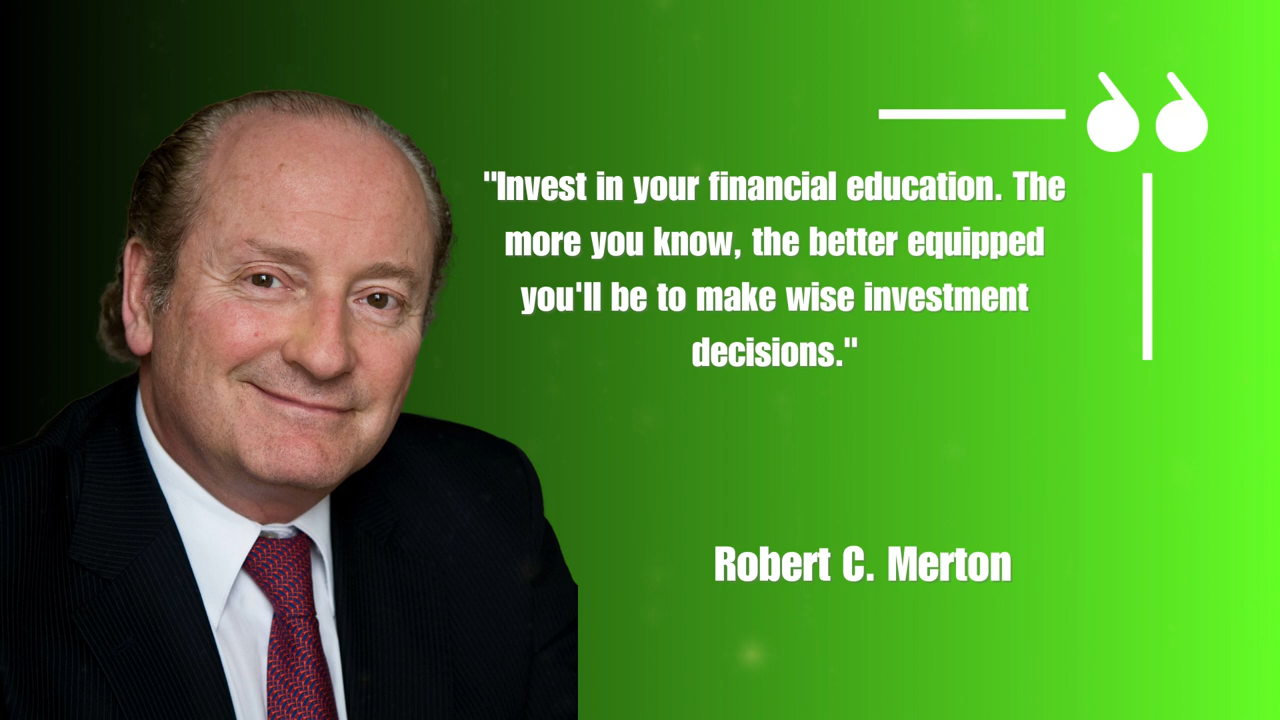 "Invest in your financial education. The
more you know, the better equipped
you'll be to make wise investment
decisions."
Robert C. Merton